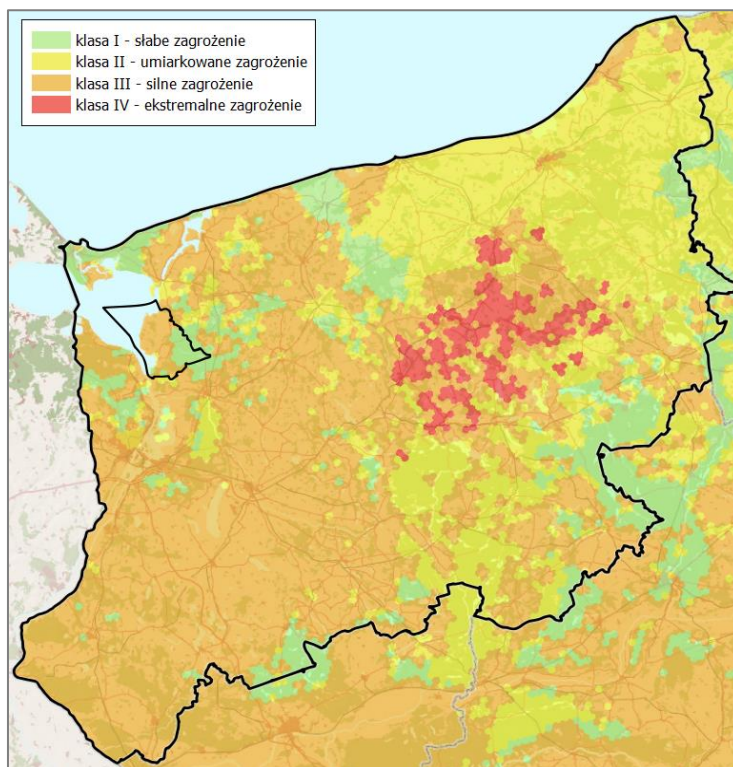 klasa I - słabe zagrożenie
klasa II - umiarkowane zagrożenie
klasa III - silne zagrożenie
klasa IV - ekstremalne zagrożenie